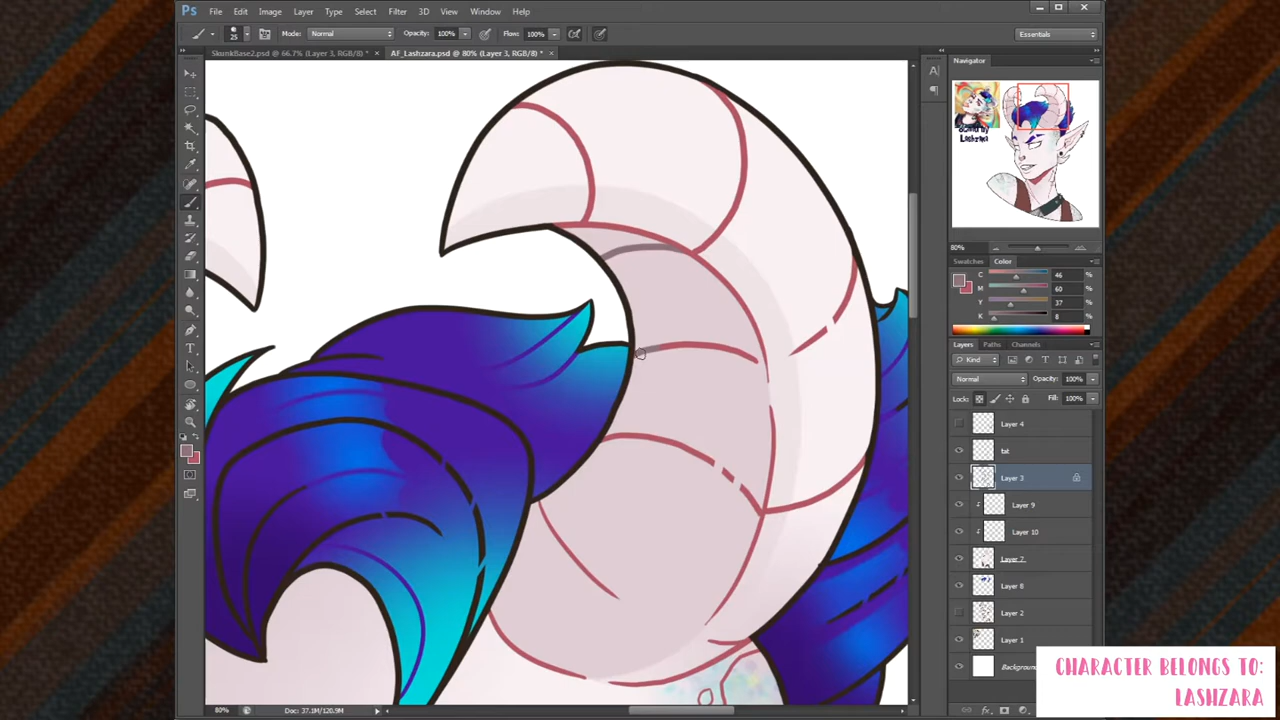 Ps File Edit Image Layer Type Select Filter 3D View Window Help
25 Mode: Normal Opacity: 100% Flow: 100% Essentials
SkunkBase2.psd @ 66.7% (Layer 3, RGB/8) * × AF_Lashzara.psd @ 80% (Layer 3, RGB/8) * ×
Navigator
Lashzara
80%
Swatches Color
C 46 %
M 60 %
Y 37 %
K 8 %
Layers Paths Channels
Kind
Normal Opacity: 100%
Lock: Fill: 100%
Layer 4
tat
Layer 3
Layer 9
Layer 10
Layer 7
Layer 8
Layer 2
Layer 1
Background
80% Doc: 37.1M/120.9M
CHARACTER BELONGS TO:
LASHZARA